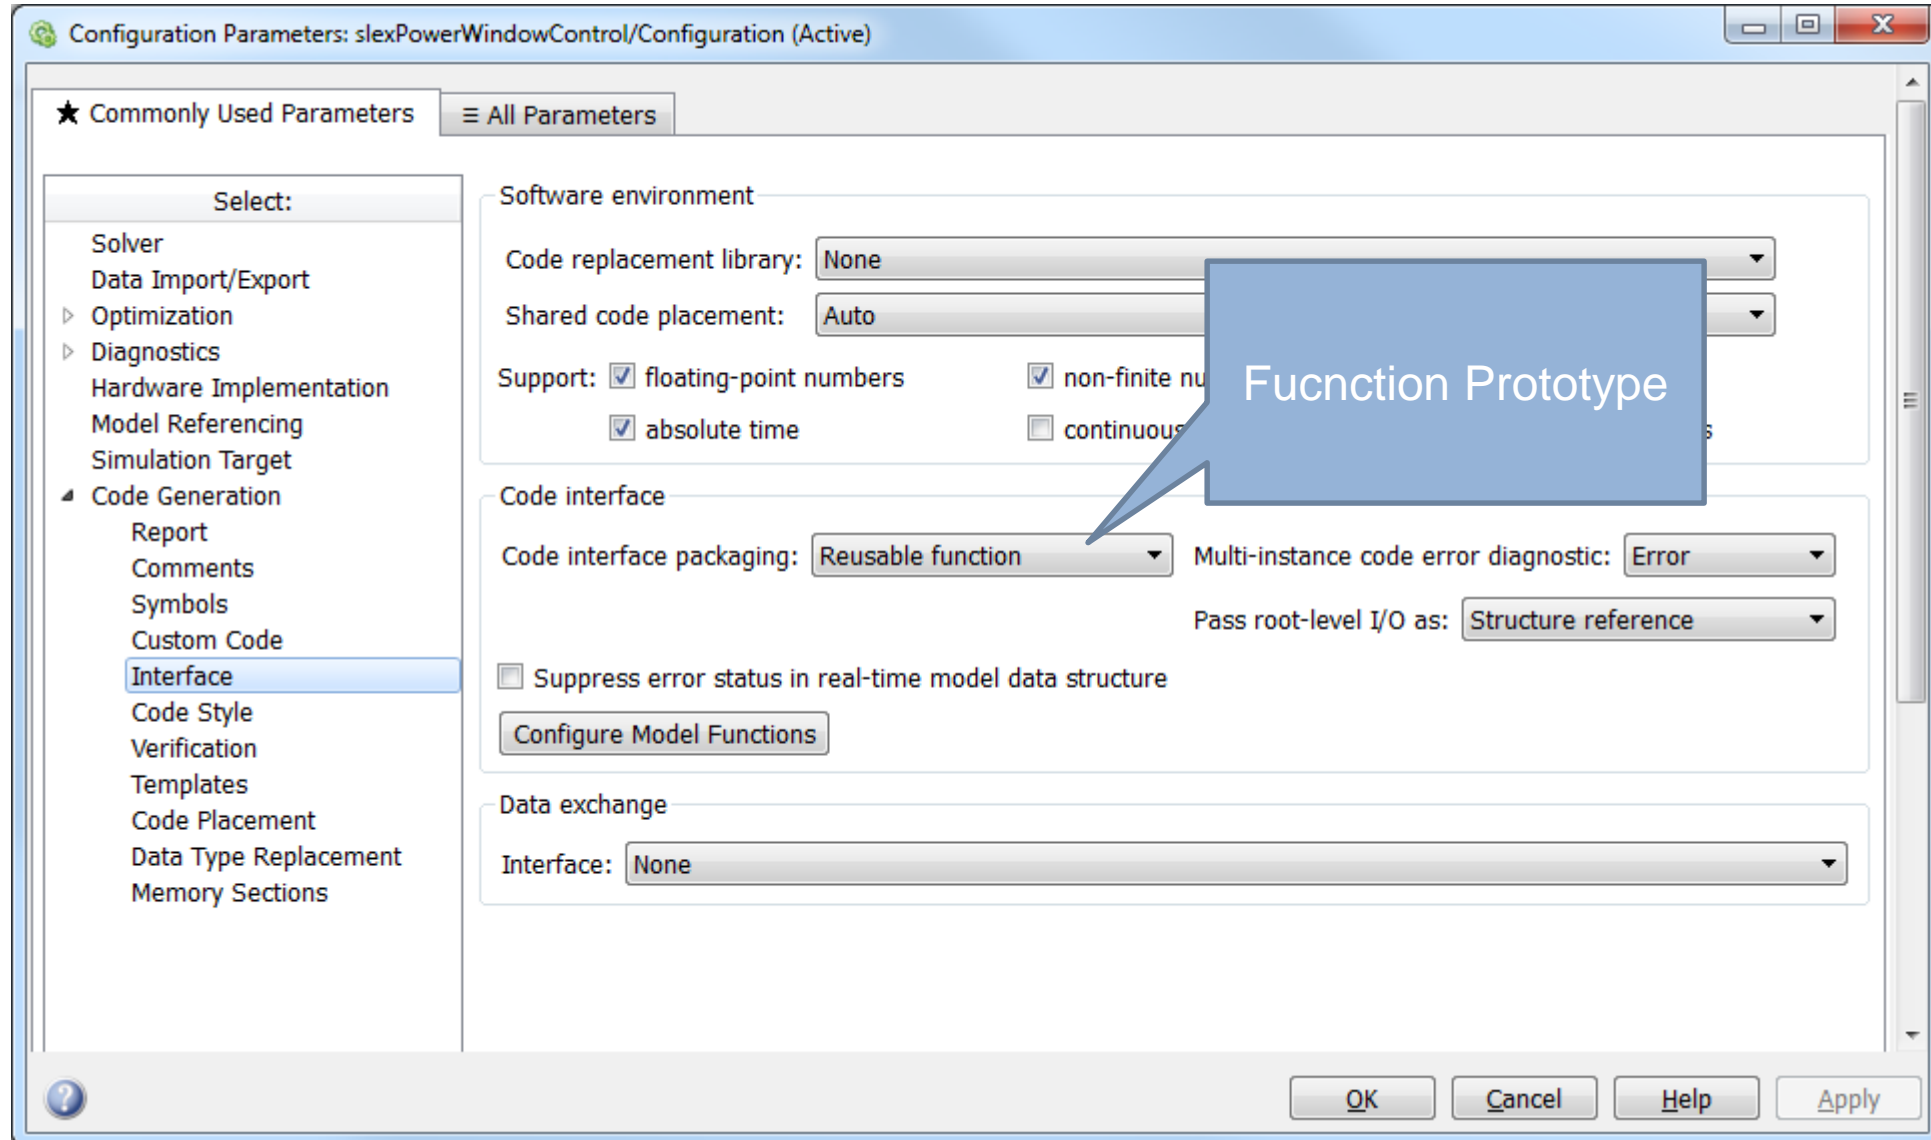 Configuration Parameters: slexPowerWindowControl/Configuration (Active)
★ Commonly Used Parameters
≡ All Parameters
Select:
Solver
Data Import/Export
Optimization
Diagnostics
Hardware Implementation
Model Referencing
Simulation Target
Code Generation
Report
Comments
Symbols
Custom Code
Interface
Code Style
Verification
Templates
Code Placement
Data Type Replacement
Memory Sections
Software environment
Code replacement library: None
Shared code placement: Auto
Support: floating-point numbers non-finite nu
absolute time continuous s
Fucnction Prototype
Code interface
Code interface packaging: Reusable function Multi-instance code error diagnostic: Error
Pass root-level I/O as: Structure reference
Suppress error status in real-time model data structure
Configure Model Functions
Data exchange
Interface: None
? OK Cancel Help Apply